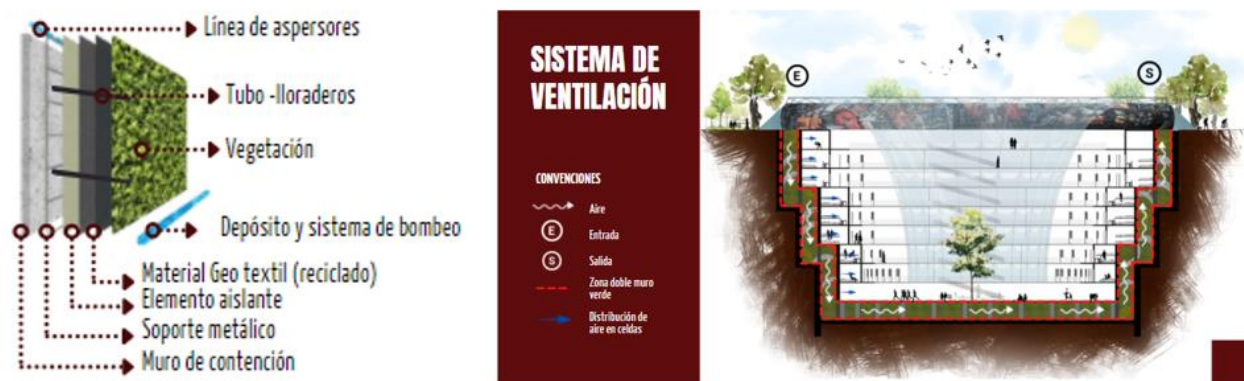 Línea de aspersores
Tubo -lloraderos
Vegetación
Depósito y sistema de bombeo
Material Geo textil (reciclado)
Elemento aislante
Soporte metálico
Muro de contención
SISTEMA DE
VENTILACIÓN
CONVENCIONES
Aire
E
Entrada
S
Salida
Zona doble muro
verde
Distribución de
aire en celdas
E
S